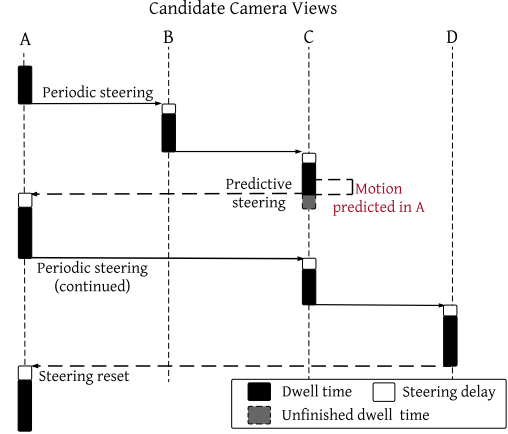 Candidate Camera Views
A B C D
Periodic steering
Predictive
steering
Motion
predicted in A
Periodic steering
(continued)
Steering reset
Dwell time
Steering delay
Unfinished dwell time